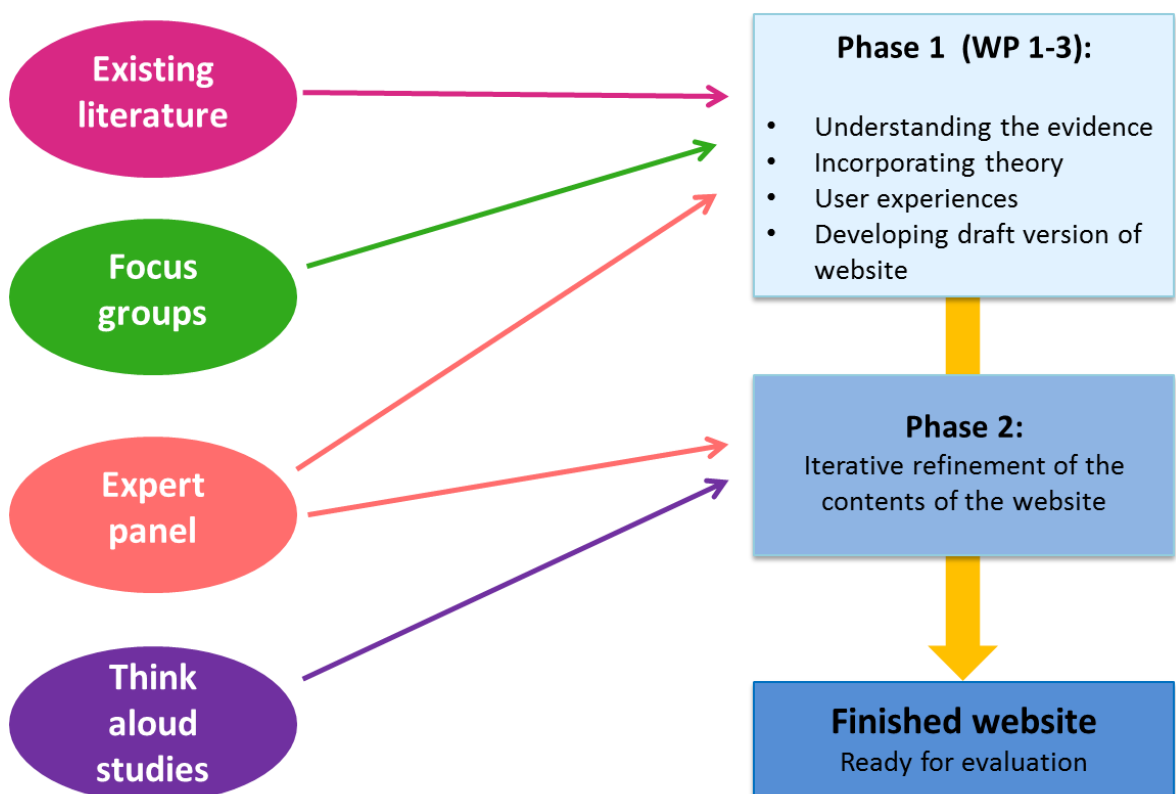 Existing
literature
Focus
groups
Expert
panel
Think
aloud
studies
Phase 1  (WP 1-3):
• Understanding the evidence
• Incorporating theory
• User experiences
• Developing draft version of
website
Phase 2:
Iterative refinement of the
contents of the website
Finished website
Ready for evaluation